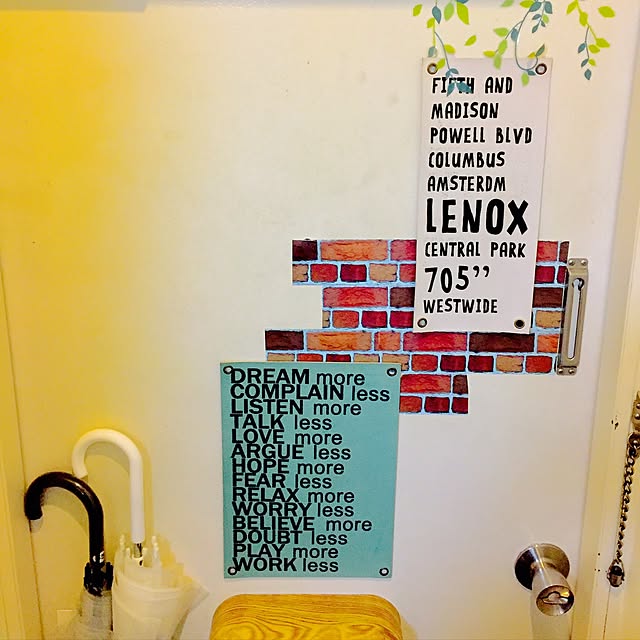 FIFTH AND
MADISON
POWELL BLVD
COLUMBUS
AMSTERDM
LENOX
CENTRAL PARK
705”
WESTWIDE
DREAM more
COMPLAIN less
LISTEN more
TALK less
LOVE more
ARGUE less
HOPE more
FEAR less
RELAX more
WORRY less
BELIEVE more
DOUBT less
PLAY more
WORK less